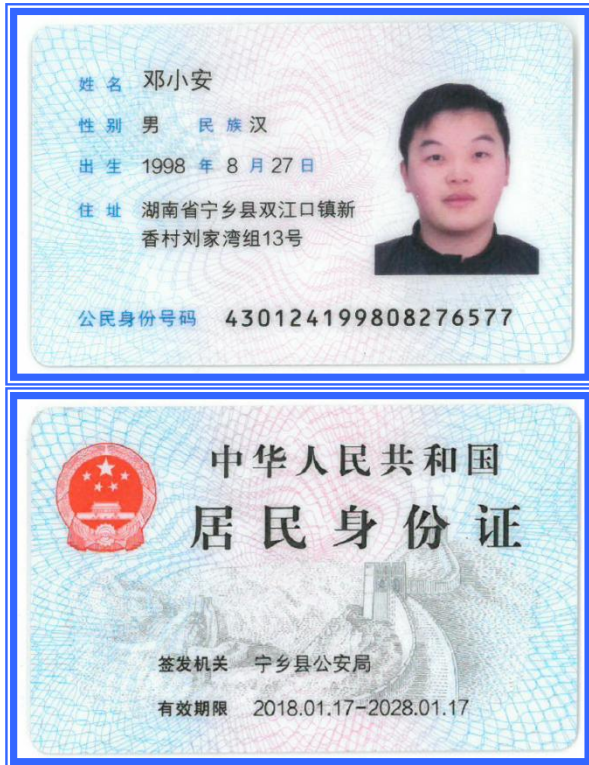 姓名 邓小安
性别 男 民族 汉
出生 1998 年 8 月 27 日
住址 湖南省宁乡县双江口镇新
香村刘家湾组13号
公民身份号码 430124199808276577
中华人民共和国
居民身份证
签发机关 宁乡县公安局
有效期限 2018.01.17-2028.01.17